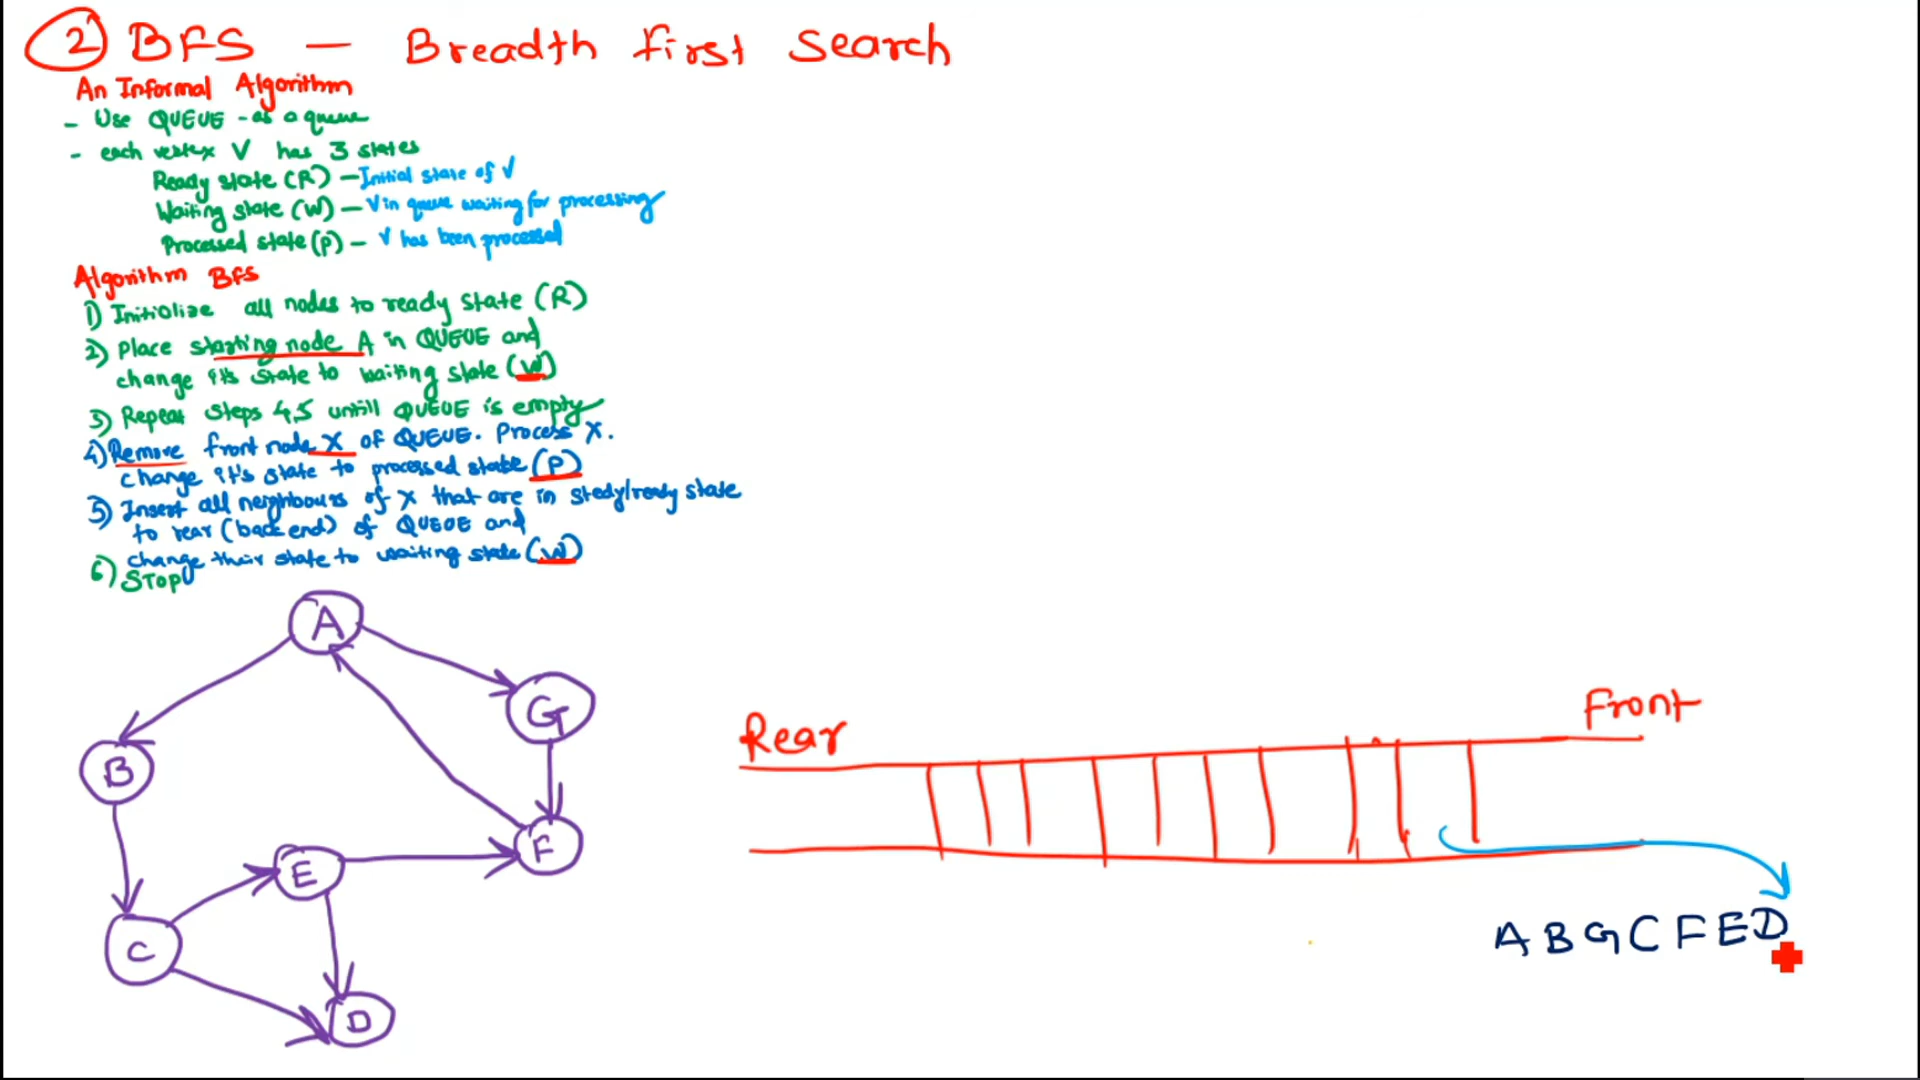 2 BFS — Breadth first Search
An Informal Algorithm
- Use QUEUE - as a queue
- each vertex V has 3 states
Ready state (R) — Initial state of V
Waiting state (W) — V in queue waiting for processing
Processed state (P) — V has been processed
Algorithm BFS
1) Initialize all nodes to ready state (R)
2) Place starting node A in QUEUE and
change it's state to waiting state (W)
3) Repeat steps 4,5 untill QUEUE is empty
4) Remove front node X of QUEUE. Process X.
change it's state to processed state (P)
5) Insert all neighbours of X that are in stedy/ready state
to rear (back end) of QUEUE and
change their state to waiting state (W)
6) STOP
A
G
B
F
E
C
D
Rear
Front
A B G C F E D